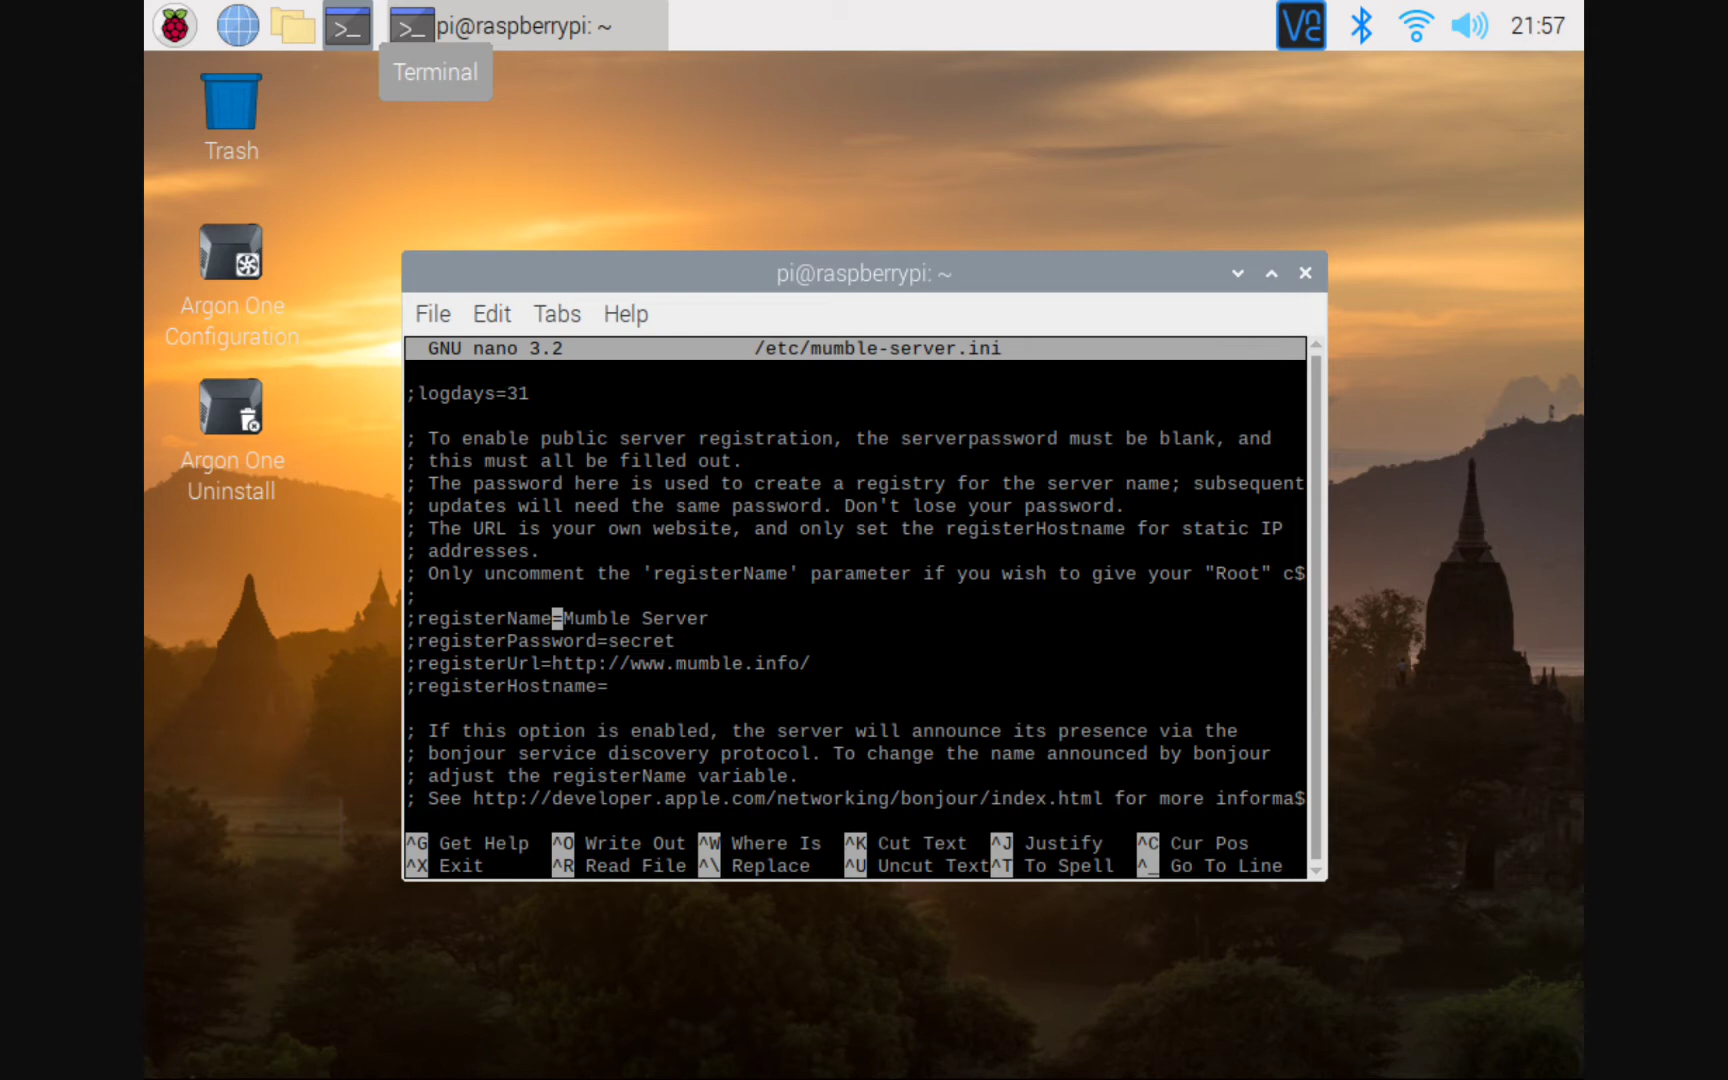 pi@raspberrypi: ~
V2
21:57
Terminal
Trash
Argon One
Configuration
Argon One
Uninstall
pi@raspberrypi: ~
File Edit Tabs Help
GNU nano 3.2 /etc/mumble-server.ini
;logdays=31
; To enable public server registration, the serverpassword must be blank, and
; this must all be filled out.
; The password here is used to create a registry for the server name; subsequent
; updates will need the same password. Don't lose your password.
; The URL is your own website, and only set the registerHostname for static IP
; addresses.
; Only uncomment the 'registerName' parameter if you wish to give your "Root" c$
;
;registerName=Mumble Server
;registerPassword=secret
;registerUrl=http://www.mumble.info/
;registerHostname=
; If this option is enabled, the server will announce its presence via the
; bonjour service discovery protocol. To change the name announced by bonjour
; adjust the registerName variable.
; See http://developer.apple.com/networking/bonjour/index.html for more informa$
^G Get Help ^O Write Out ^W Where Is ^K Cut Text ^J Justify ^C Cur Pos
^X Exit ^R Read File ^\ Replace ^U Uncut Text ^T To Spell ^_ Go To Line